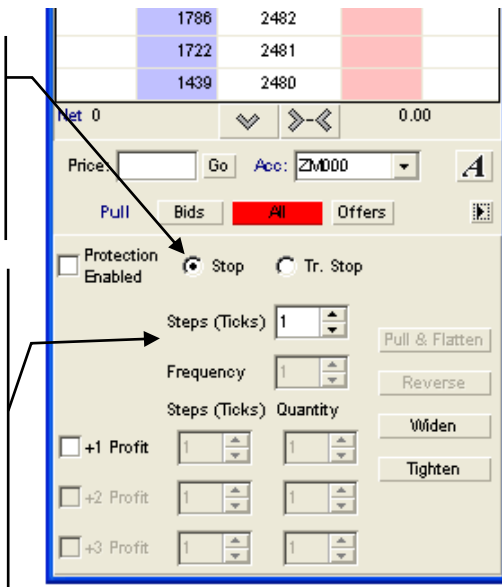 1786 2482
1722 2481
1439 2480
Net 0 0.00
Price: Go Acc: ZM000 A
Pull Bids All Offers
Protection Enabled Stop Tr. Stop
Steps (Ticks) 1
Pull & Flatten
Frequency 1
Reverse
Steps (Ticks) Quantity
Widen
+1 Profit 1 1
Tighten
+2 Profit 1 1
+3 Profit 1 1